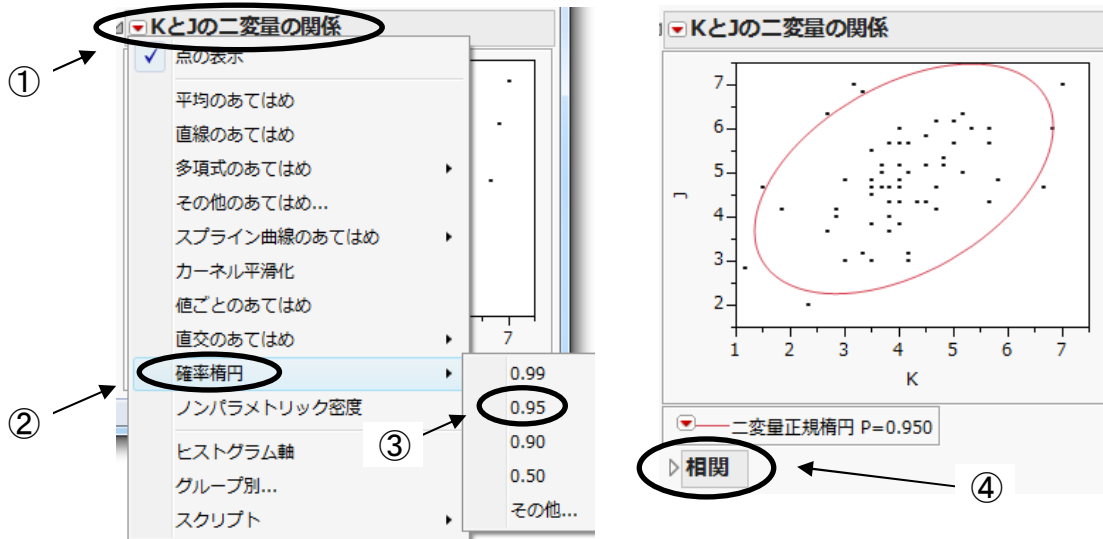 ①
KとJの二変量の関係
点の表示
平均のあてはめ
直線のあてはめ
多項式のあてはめ
その他のあてはめ...
スプライン曲線のあてはめ
カーネル平滑化
値ごとのあてはめ
直交のあてはめ
7
②
確率楕円
0.99
ノンパラメトリック密度
③
0.95
ヒストグラム軸
0.90
グループ別...
0.50
スクリプト
その他...
KとJの二変量の関係
7
6
5
4
3
2
J
1 2 3 4 5 6 7
K
二変量正規楕円 P=0.950
相関
④